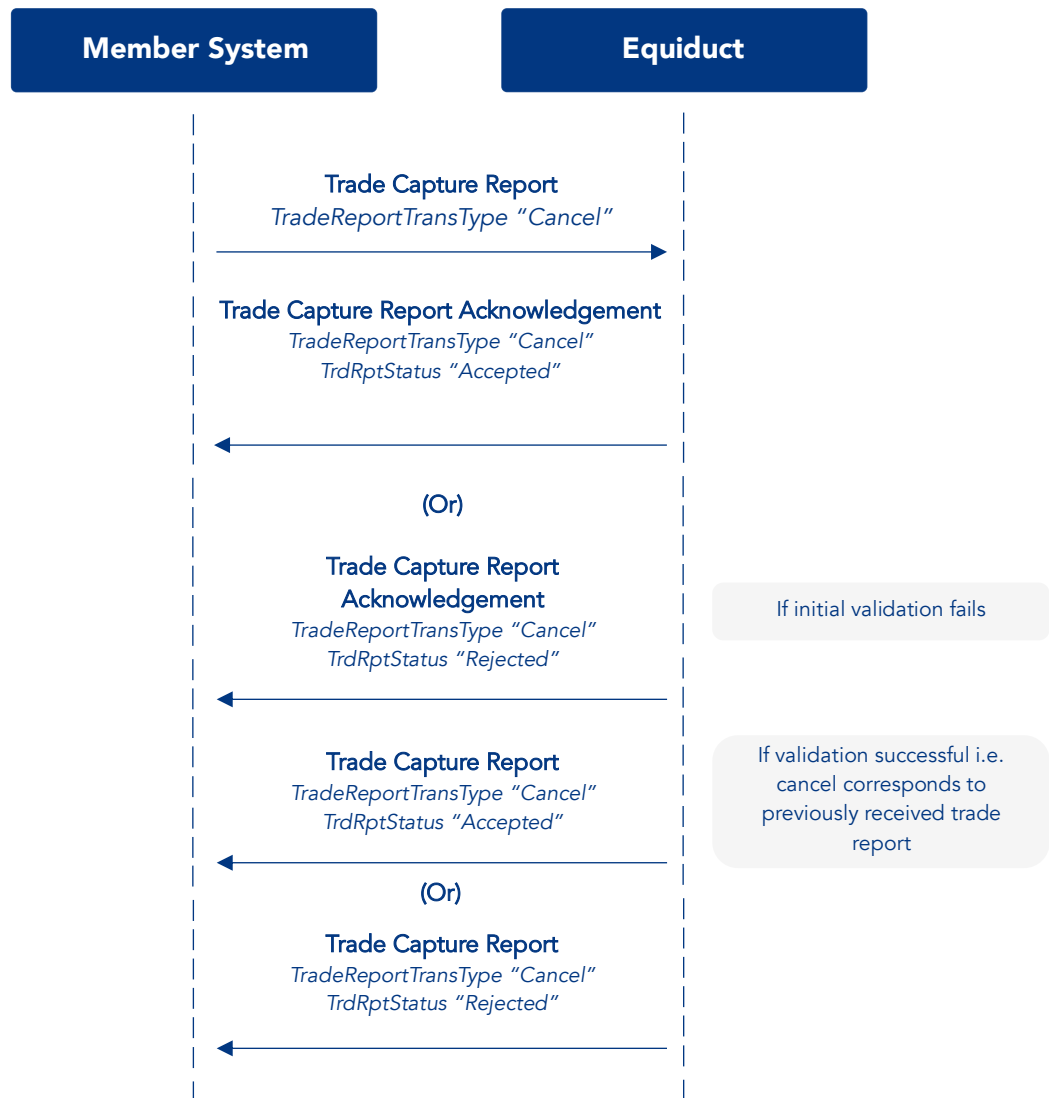 Member System
Equiduct
Trade Capture Report
TradeReportTransType “Cancel”
Trade Capture Report Acknowledgement
TradeReportTransType “Cancel”
TrdRptStatus “Accepted”
(Or)
Trade Capture Report
Acknowledgement
TradeReportTransType “Cancel”
TrdRptStatus “Rejected”
If initial validation fails
Trade Capture Report
TradeReportTransType “Cancel”
TrdRptStatus “Accepted”
If validation successful i.e.
cancel corresponds to
previously received trade
report
(Or)
Trade Capture Report
TradeReportTransType “Cancel”
TrdRptStatus “Rejected”